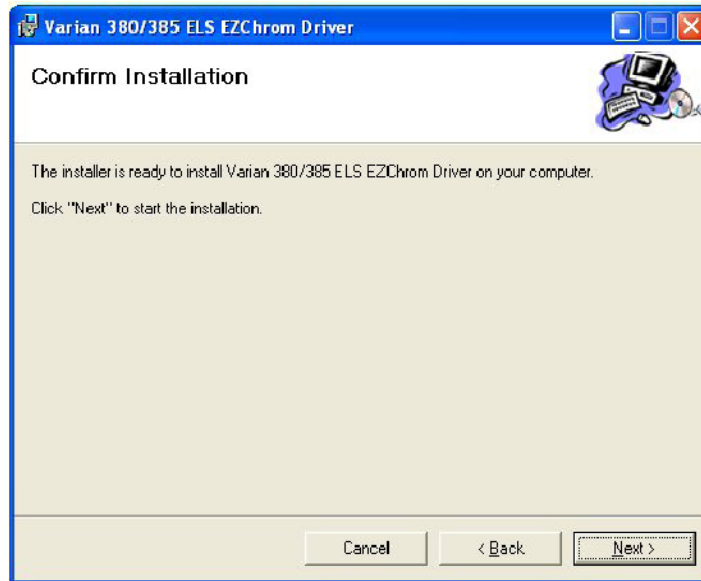 Varian 380/385 ELS EZChrom Driver
Confirm Installation
The installer is ready to install Varian 380/385 ELS EZChrom Driver on your computer.
Click "Next" to start the installation.
Cancel
< Back
Next >